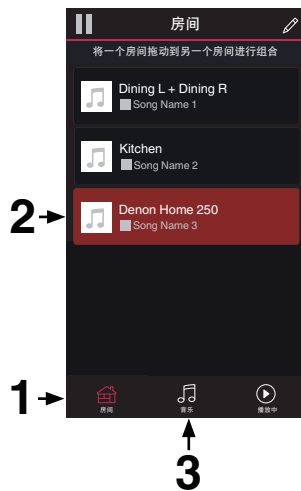 房间
将一个房间拖动到另一个房间进行组合
Dining L + Dining R
Song Name 1
Kitchen
Song Name 2
2
Denon Home 250
Song Name 3
1
房间
音乐
播放中
3